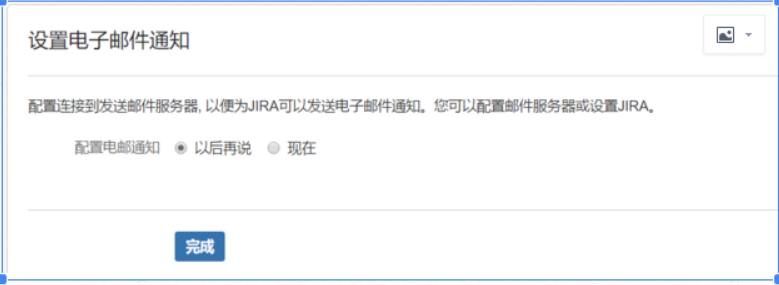 设置电子邮件通知
配置连接到发送邮件服务器, 以便为JIRA可以发送电子邮件通知。您可以配置邮件服务器或设置JIRA。
配置电邮通知 以后再说 现在
完成